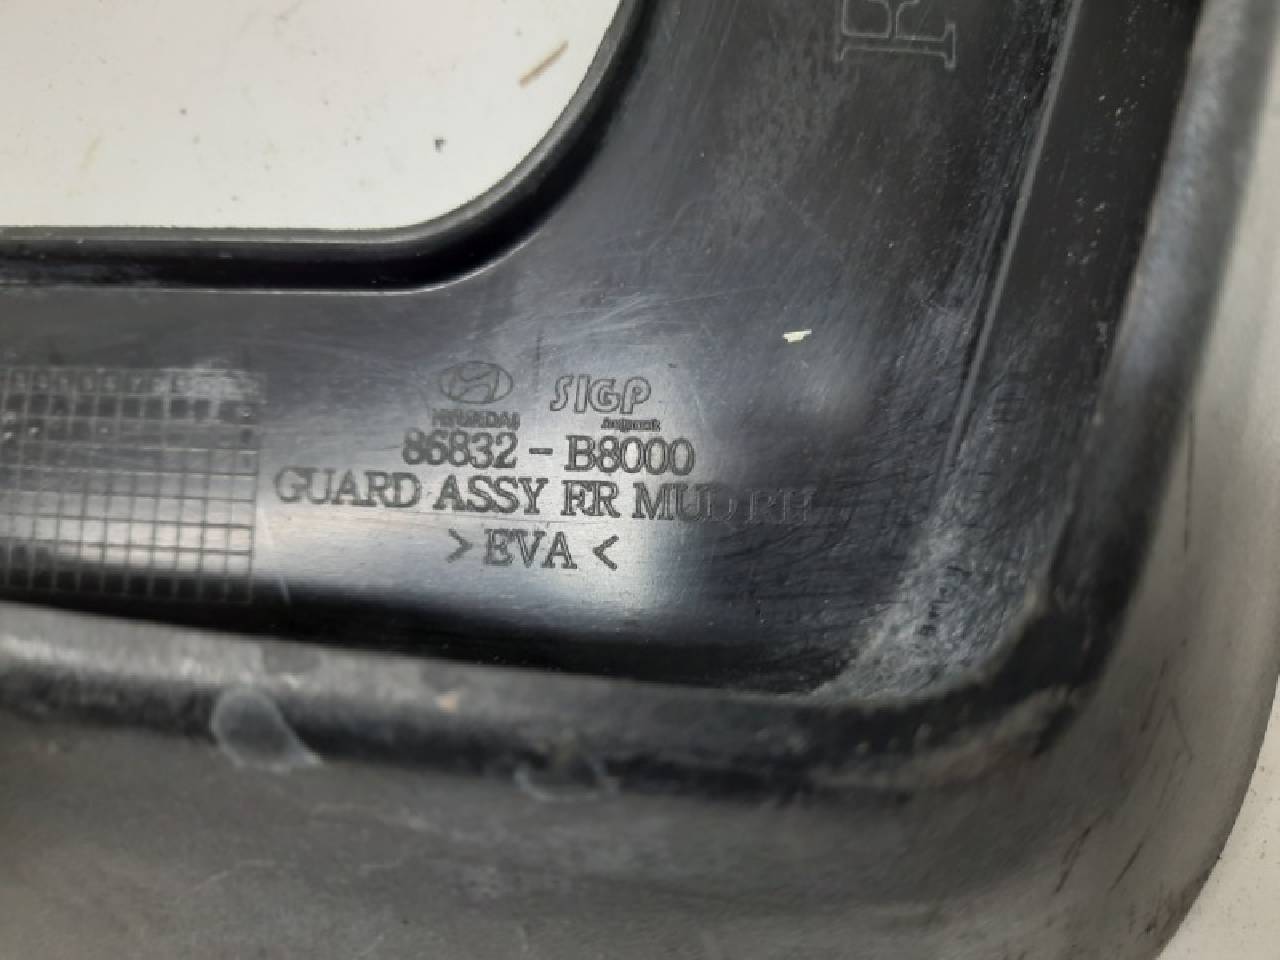 HYUNDAI SIGP
86832-B8000
GUARD ASSY FR MUD RH
>EVA<